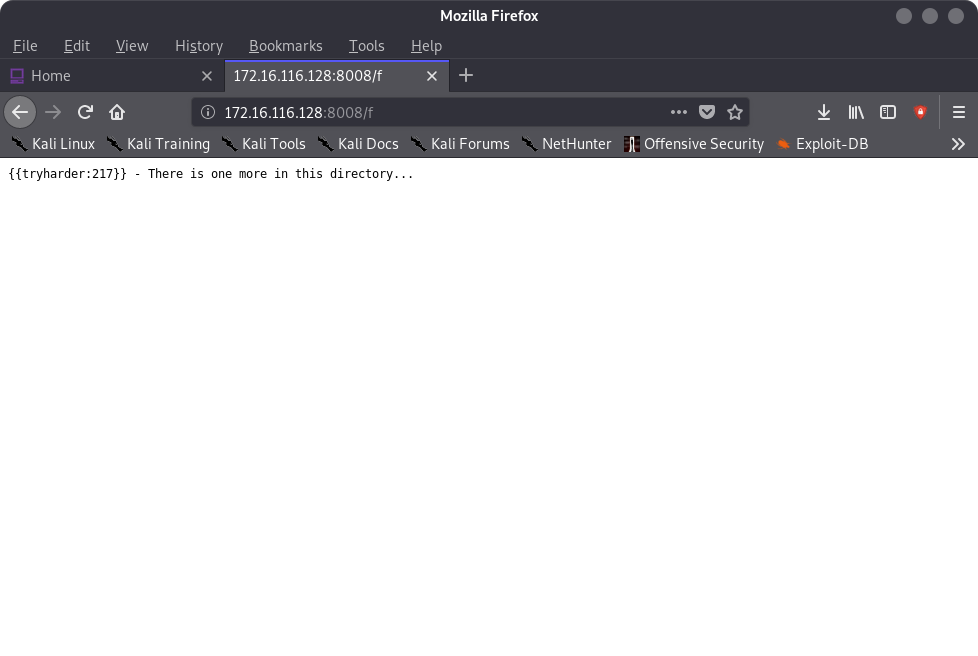 Mozilla Firefox
File Edit View History Bookmarks Tools Help
Home 172.16.116.128:8008/f
172.16.116.128:8008/f
Kali Linux Kali Training Kali Tools Kali Docs Kali Forums NetHunter Offensive Security Exploit-DB
{{tryharder:217}} - There is one more in this directory...